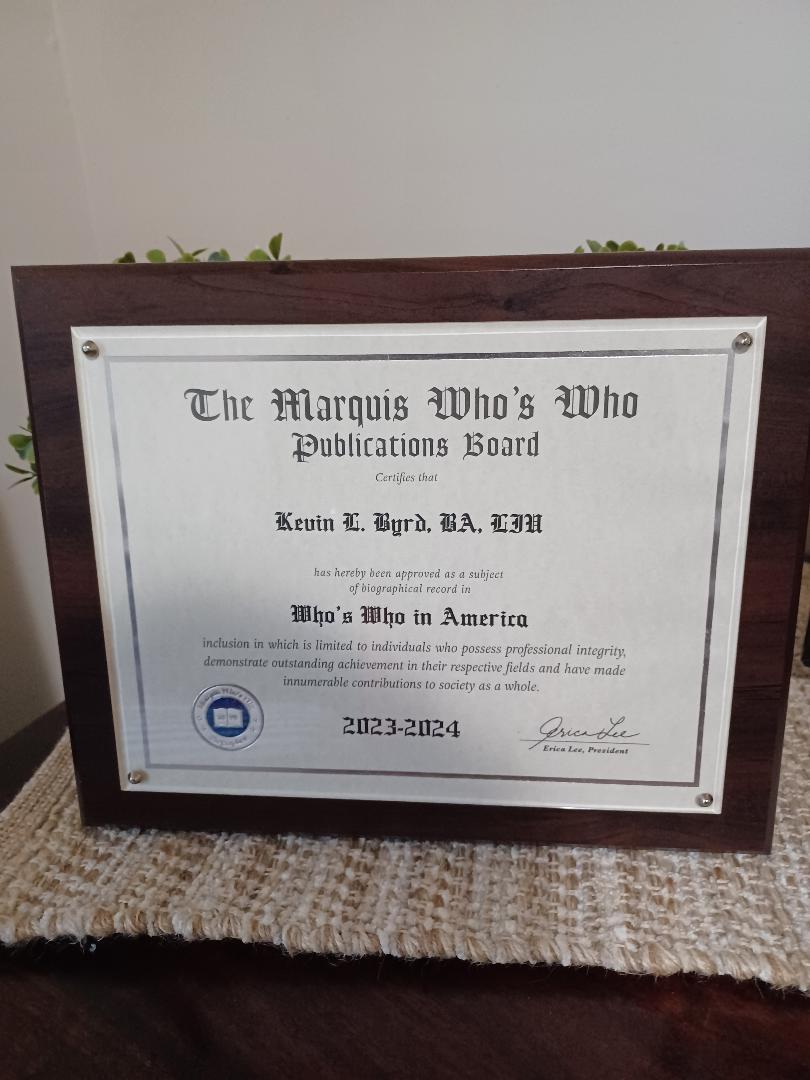 The Marquis Who's Who
Publications Board
Certifies that
Kevin L. Byrd, BA, LIU
has hereby been approved as a subject
of biographical record in
Who's Who in America
inclusion in which is limited to individuals who possess professional integrity,
demonstrate outstanding achievement in their respective fields and have made
innumerable contributions to society as a whole.
2023-2024
Erica Lee
Erica Lee, President